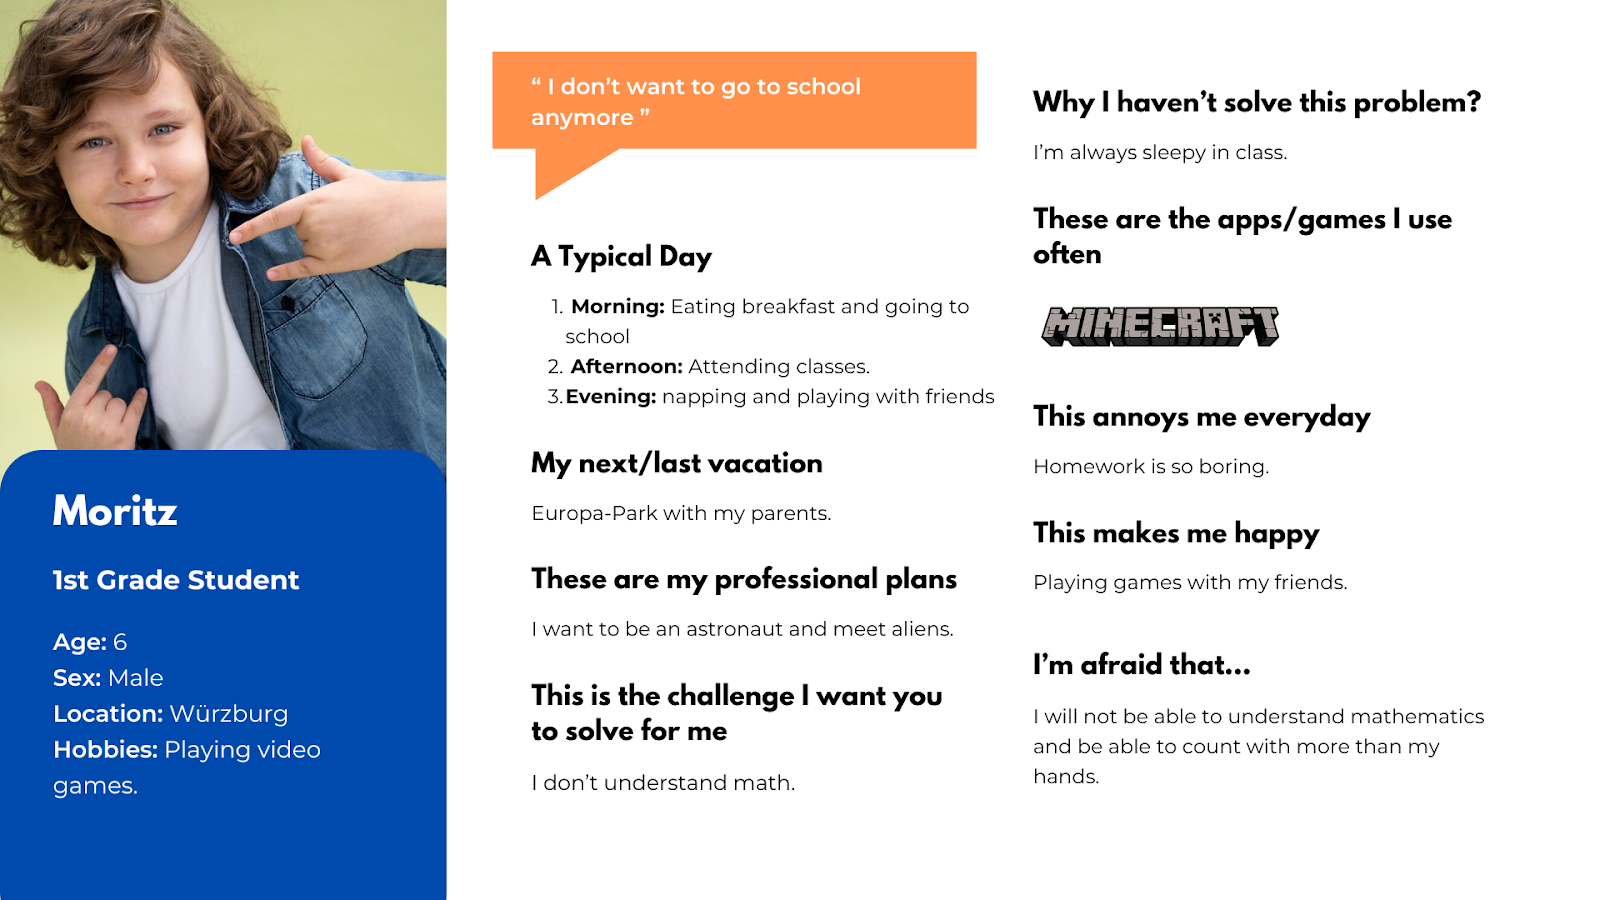 “ I don’t want to go to school
anymore ”
A Typical Day
1. Morning: Eating breakfast and going to
school
2. Afternoon: Attending classes.
3. Evening: napping and playing with friends
My next/last vacation
Europa-Park with my parents.
These are my professional plans
I want to be an astronaut and meet aliens.
This is the challenge I want you
to solve for me
I don’t understand math.
Why I haven’t solve this problem?
I’m always sleepy in class.
These are the apps/games I use
often
MINECRAFT
This annoys me everyday
Homework is so boring.
This makes me happy
Playing games with my friends.
I’m afraid that...
I will not be able to understand mathematics
and be able to count with more than my
hands.
Moritz
1st Grade Student
Age: 6
Sex: Male
Location: Würzburg
Hobbies: Playing video
games.